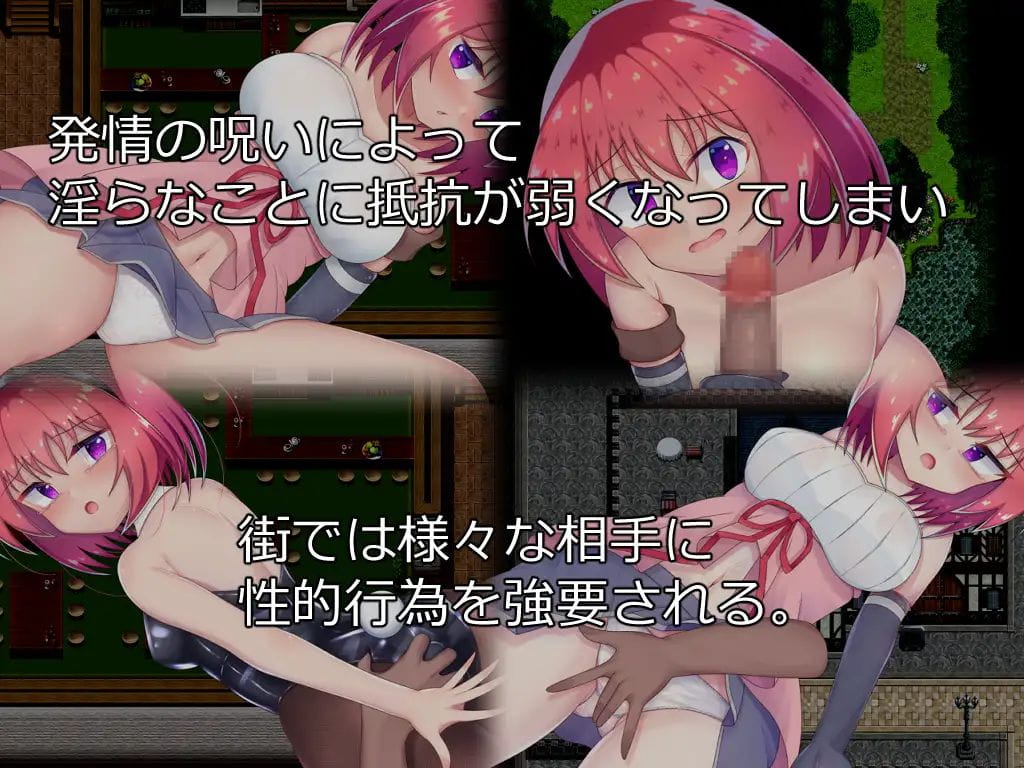 発情の呪いによって
淫らなことに抵抗が弱くなってしまい
街では様々な相手に
性的行為を強要される。